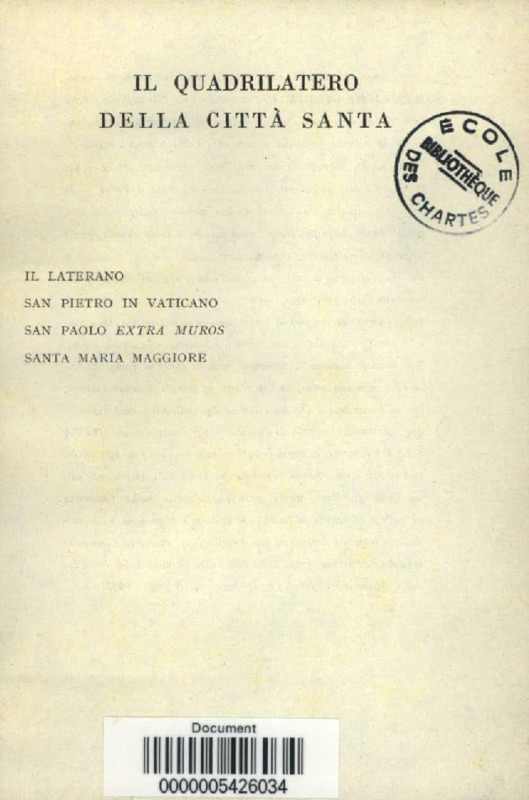 IL QUADRILATERO
DELLA CITTÀ SANTA
ÉCOLE
BIBLIOTHÈQUE
DES CHARTES
IL LATERANO
SAN PIETRO IN VATICANO
SAN PAOLO EXTRA MUROS
SANTA MARIA MAGGIORE
Document
0000005426034